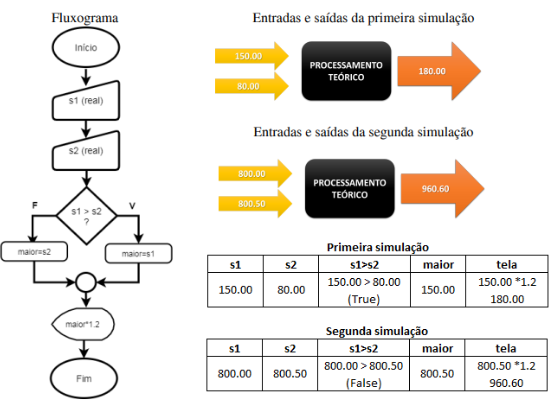 Fluxograma
Início
s1 (real)
s2 (real)
s1 > s2
?
F
V
maior=s2
maior=s1
maior*1.2
Fim
Entradas e saídas da primeira simulação
150.00
80.00
PROCESSAMENTO
TEÓRICO
180.00
Entradas e saídas da segunda simulação
800.00
800.50
PROCESSAMENTO
TEÓRICO
960.60
Primeira simulação
s1 s2 s1>s2 maior tela
150.00 80.00 150.00 > 80.00 (True) 150.00 150.00 *1.2 180.00
Segunda simulação
s1 s2 s1>s2 maior tela
800.00 800.50 800.00 > 800.50 (False) 800.50 800.50 *1.2 960.60